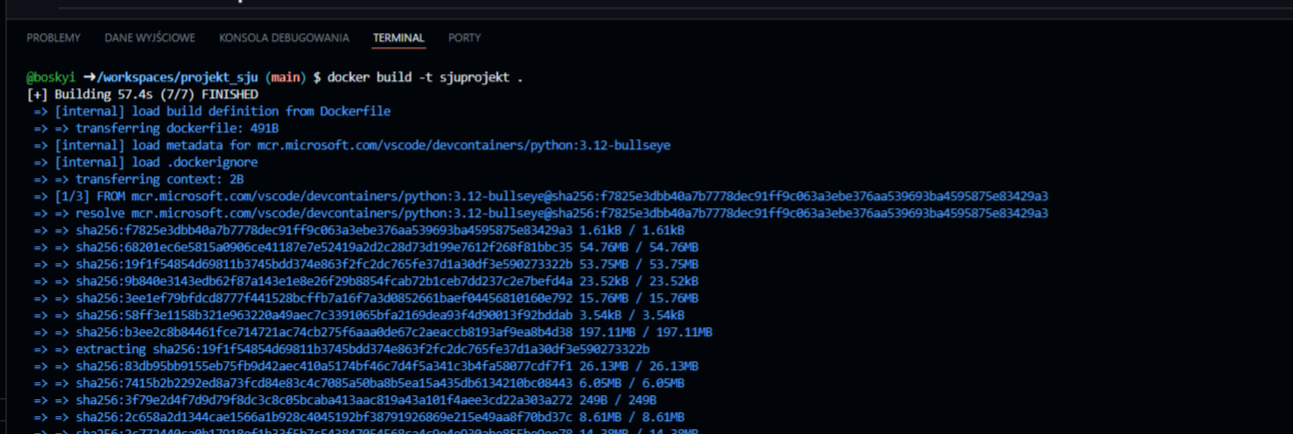 PROBLEMY DANE WYJŚCIOWE KONSOLA DEBUGOWANIA TERMINAL PORTY
@boskyi ➜/workspaces/projekt_sju (main) $ docker build -t sjuprojekt .
[+] Building 57.4s (7/7) FINISHED
=> [internal] load build definition from Dockerfile
=> => transferring dockerfile: 491B
=> [internal] load metadata for mcr.microsoft.com/vscode/devcontainers/python:3.12-bullseye
=> [internal] load .dockerignore
=> => transferring context: 2B
=> [1/3] FROM mcr.microsoft.com/vscode/devcontainers/python:3.12-bullseye@sha256:f7825e3dbb40a7b7778dec91ff9c063a3ebe376aa539693ba4595875e83429a3
=> => resolve mcr.microsoft.com/vscode/devcontainers/python:3.12-bullseye@sha256:f7825e3dbb40a7b7778dec91ff9c063a3ebe376aa539693ba4595875e83429a3
=> => sha256:f7825e3dbb40a7b7778dec91ff9c063a3ebe376aa539693ba4595875e83429a3 1.61kB / 1.61kB
=> => sha256:68201ec6e5815a0906ce41187e7e52419a2d2c28d73d199e7612f268f81bbc35 54.76MB / 54.76MB
=> => sha256:19f1f54854d69811b3745bdd374e863f2fc2dc765fe37d1a30df3e590273322b 53.75MB / 53.75MB
=> => sha256:9b840e3143edb62f87a143e1e8e26f29b8854fcab72b1ceb7dd237c2e7befd4a 23.52kB / 23.52kB
=> => sha256:3ee1ef79bfdcd8777f441528bcffb7a16f7a3d0852661baef04456810160e792 15.76MB / 15.76MB
=> => sha256:58ff3e1158b321e963220a49aec7c3391065bfa2169dea93f4d90013f92bddab 3.54kB / 3.54kB
=> => sha256:b3ee2c8b84461fce714721ac74cb275f6aaa0de67c2aeaccb8193af9ea8b4d38 197.11MB / 197.11MB
=> => extracting sha256:19f1f54854d69811b3745bdd374e863f2fc2dc765fe37d1a30df3e590273322b
=> => sha256:83db95bb9155eb75fb9d42aec410a5174bf46c7d4f5a341c3b4fa58077cdf7f1 26.13MB / 26.13MB
=> => sha256:7415b2b2292ed8a73fcd84e83c4c7085a50ba8b5ea15a435db6134210bc08443 6.05MB / 6.05MB
=> => sha256:3f79e2d4f7d9d79f8dc3c8c05bcaba413aac819a43a101f4aee3cd22a303a272 249B / 249B
=> => sha256:2c658a2d1344cae1566a1b928c4045192bf38791926869e215e49aa8f70bd37c 8.61MB / 8.61MB